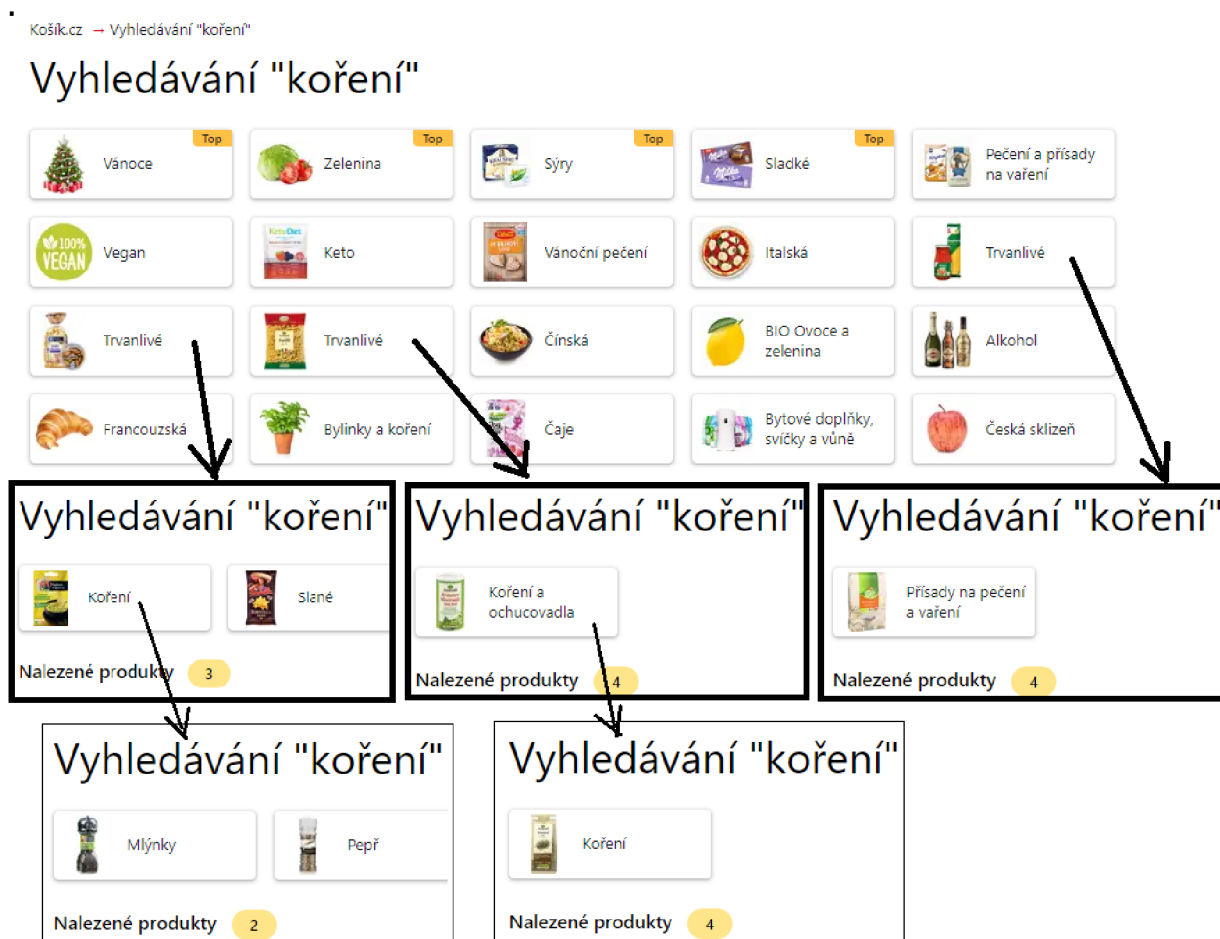 Košík.cz → Vyhledávání "koření"
Vyhledávání "koření"
Top
Vánoce
Top
Zelenina
Top
Sýry
Top
Sladké
Pečení a přísady
na vaření
100%
VEGAN
Vegan
KetoDiet
Keto
Vánoční pečení
Italská
Trvanlivé
Trvanlivé
Trvanlivé
Čínská
BIO Ovoce a
zelenina
Alkohol
Francouzská
Bylinky a koření
Čaje
Bytové doplňky,
svíčky a vůně
Česká sklizeň
Vyhledávání "koření"
Koření
Slané
Nalezené produkty 3
Vyhledávání "koření"
Koření a
ochucovadla
Nalezené produkty 4
Vyhledávání "koření"
Přísady na pečení
a vaření
Nalezené produkty 4
Vyhledávání "koření"
Mlýnky
Pepř
Nalezené produkty 2
Vyhledávání "koření"
Koření
Nalezené produkty 4